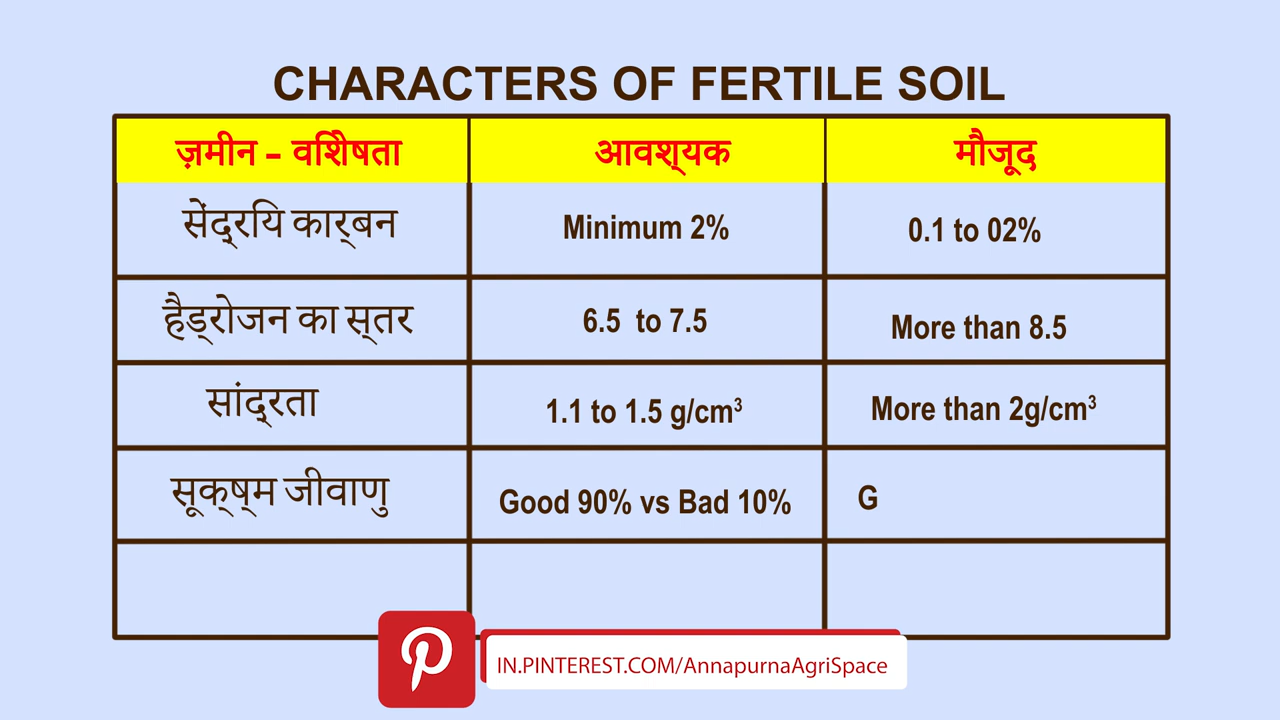 CHARACTERS OF FERTILE SOIL
ज़मीन - वशेिषता आवश्यक मौजूद
सेंद्रयि कार्बन Minimum 2% 0.1 to 02%
हैड्रोजन का स्तर 6.5 to 7.5 More than 8.5
सांद्रता 1.1 to 1.5 g/cm³ More than 2g/cm³
सूक्ष्म जीवाणु Good 90% vs Bad 10% G
IN.PINTEREST.COM/AnnapurnaAgriSpace